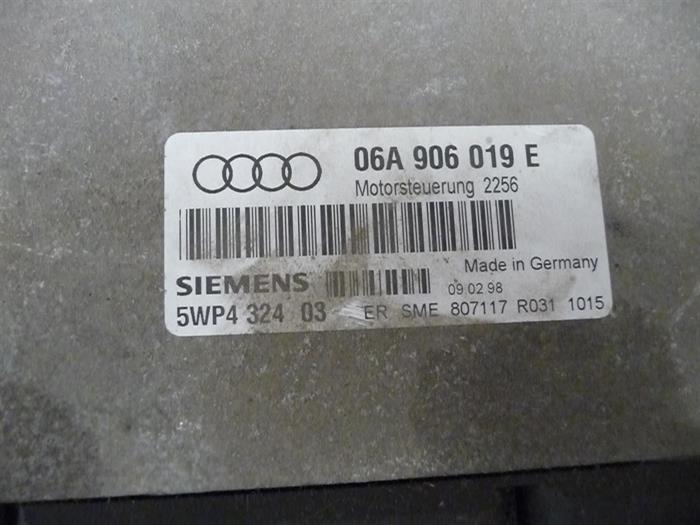 06A 906 019 E
Motorsteuerung 2256
Made in Germany
SIEMENS 09 02 98
5WP4 324 03 ER SME 807117 R031 1015